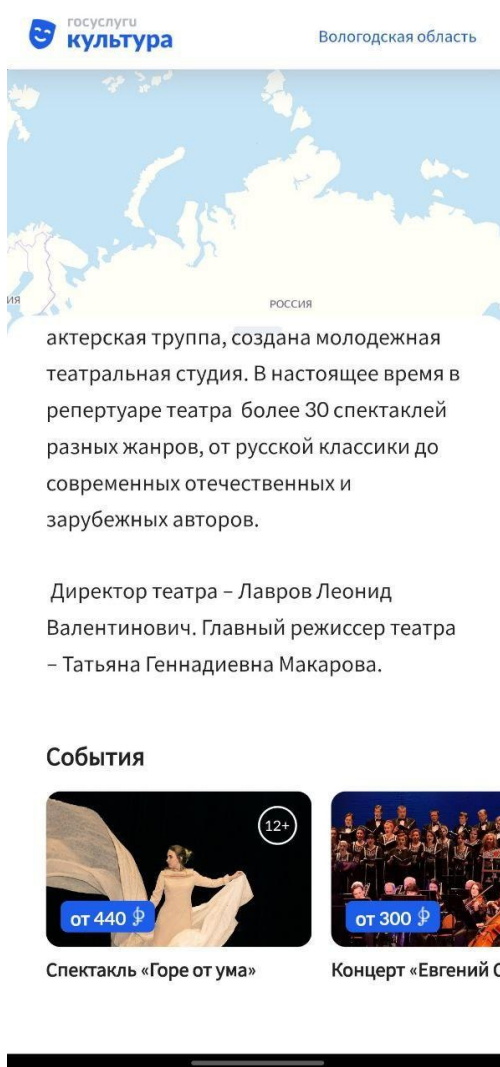 госуслуги
культура
Вологодская область
ия
РОССИЯ
актерская труппа, создана молодежная
театральная студия. В настоящее время в
репертуаре театра более 30 спектаклей
разных жанров, от русской классики до
современных отечественных и
зарубежных авторов.
Директор театра – Лавров Леонид
Валентинович. Главный режиссер театра
– Татьяна Геннадиевна Макарова.
События
12+
от 440 ₽
от 300 ₽
Спектакль «Горе от ума»
Концерт «Евгений О